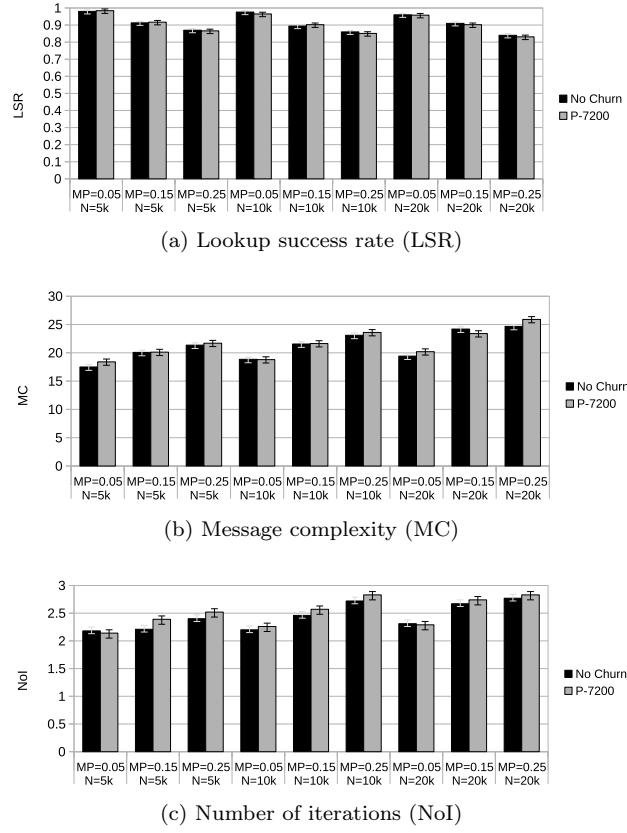 1
0.9
0.8
0.7
0.6
0.5
0.4
0.3
0.2
0.1
0
LSR
No Churn
P-7200
MP=0.05 MP=0.15 MP=0.25 MP=0.05 MP=0.15 MP=0.25 MP=0.05 MP=0.15 MP=0.25
N=5k N=5k N=5k N=10k N=10k N=10k N=20k N=20k N=20k
(a) Lookup success rate (LSR)
30
25
20
15
10
5
0
MC
No Churn
P-7200
MP=0.05 MP=0.15 MP=0.25 MP=0.05 MP=0.15 MP=0.25 MP=0.05 MP=0.15 MP=0.25
N=5k N=5k N=5k N=10k N=10k N=10k N=20k N=20k N=20k
(b) Message complexity (MC)
3
2.5
2
1.5
1
0.5
0
NoI
No Churn
P-7200
MP=0.05 MP=0.15 MP=0.25 MP=0.05 MP=0.15 MP=0.25 MP=0.05 MP=0.15 MP=0.25
N=5k N=5k N=5k N=10k N=10k N=10k N=20k N=20k N=20k
(c) Number of iterations (NoI)